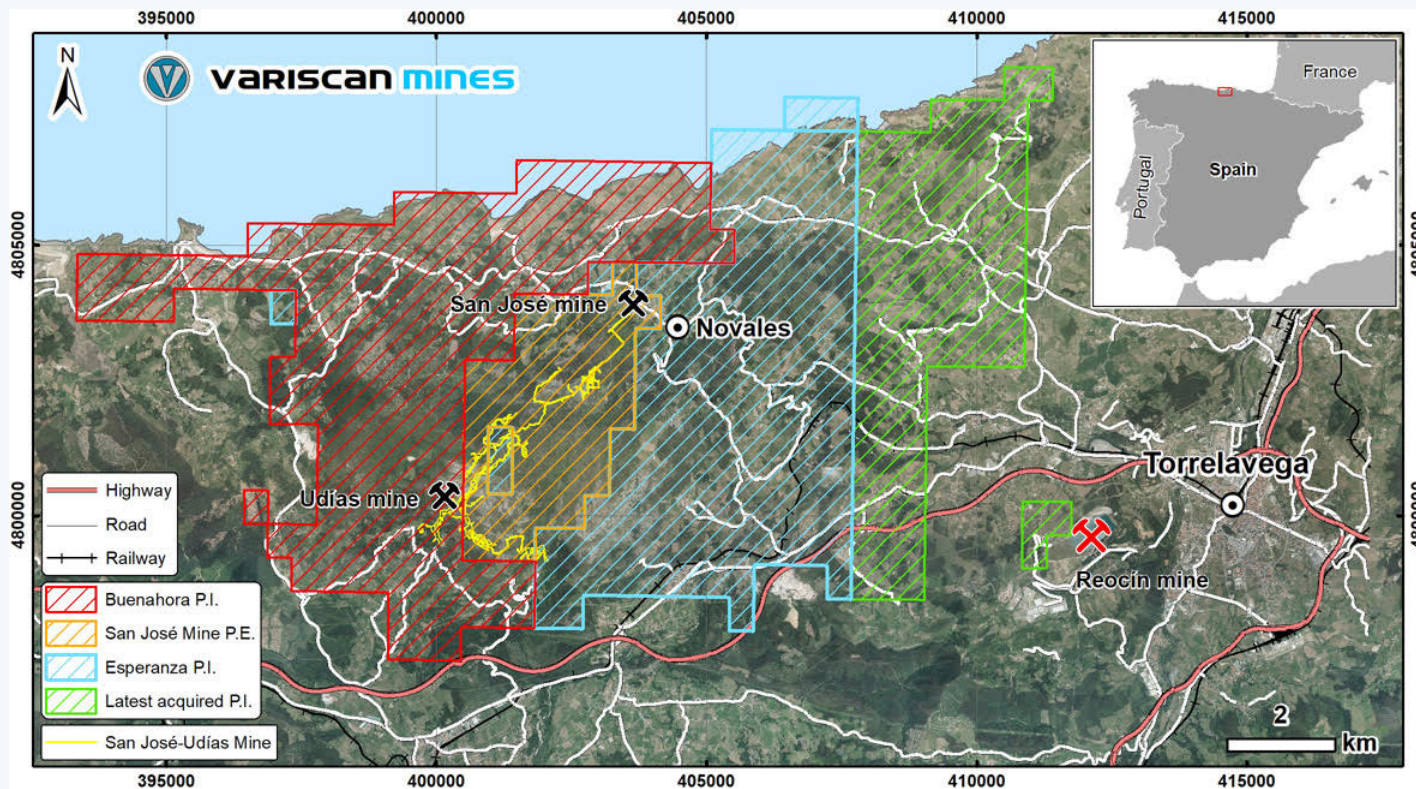 395000 400000 405000 410000 415000
N
VARISCAN MINES
France
Portugal
Spain
4805000
4805000
San José mine
Novales
Udías mine
Torrelavega
Reocín mine
4800000
4800000
Highway
Road
Railway
Buenahora P.I.
San José Mine P.E.
Esperanza P.I.
Latest acquired P.I.
San José-Udías Mine
2
km
395000 400000 405000 410000 415000